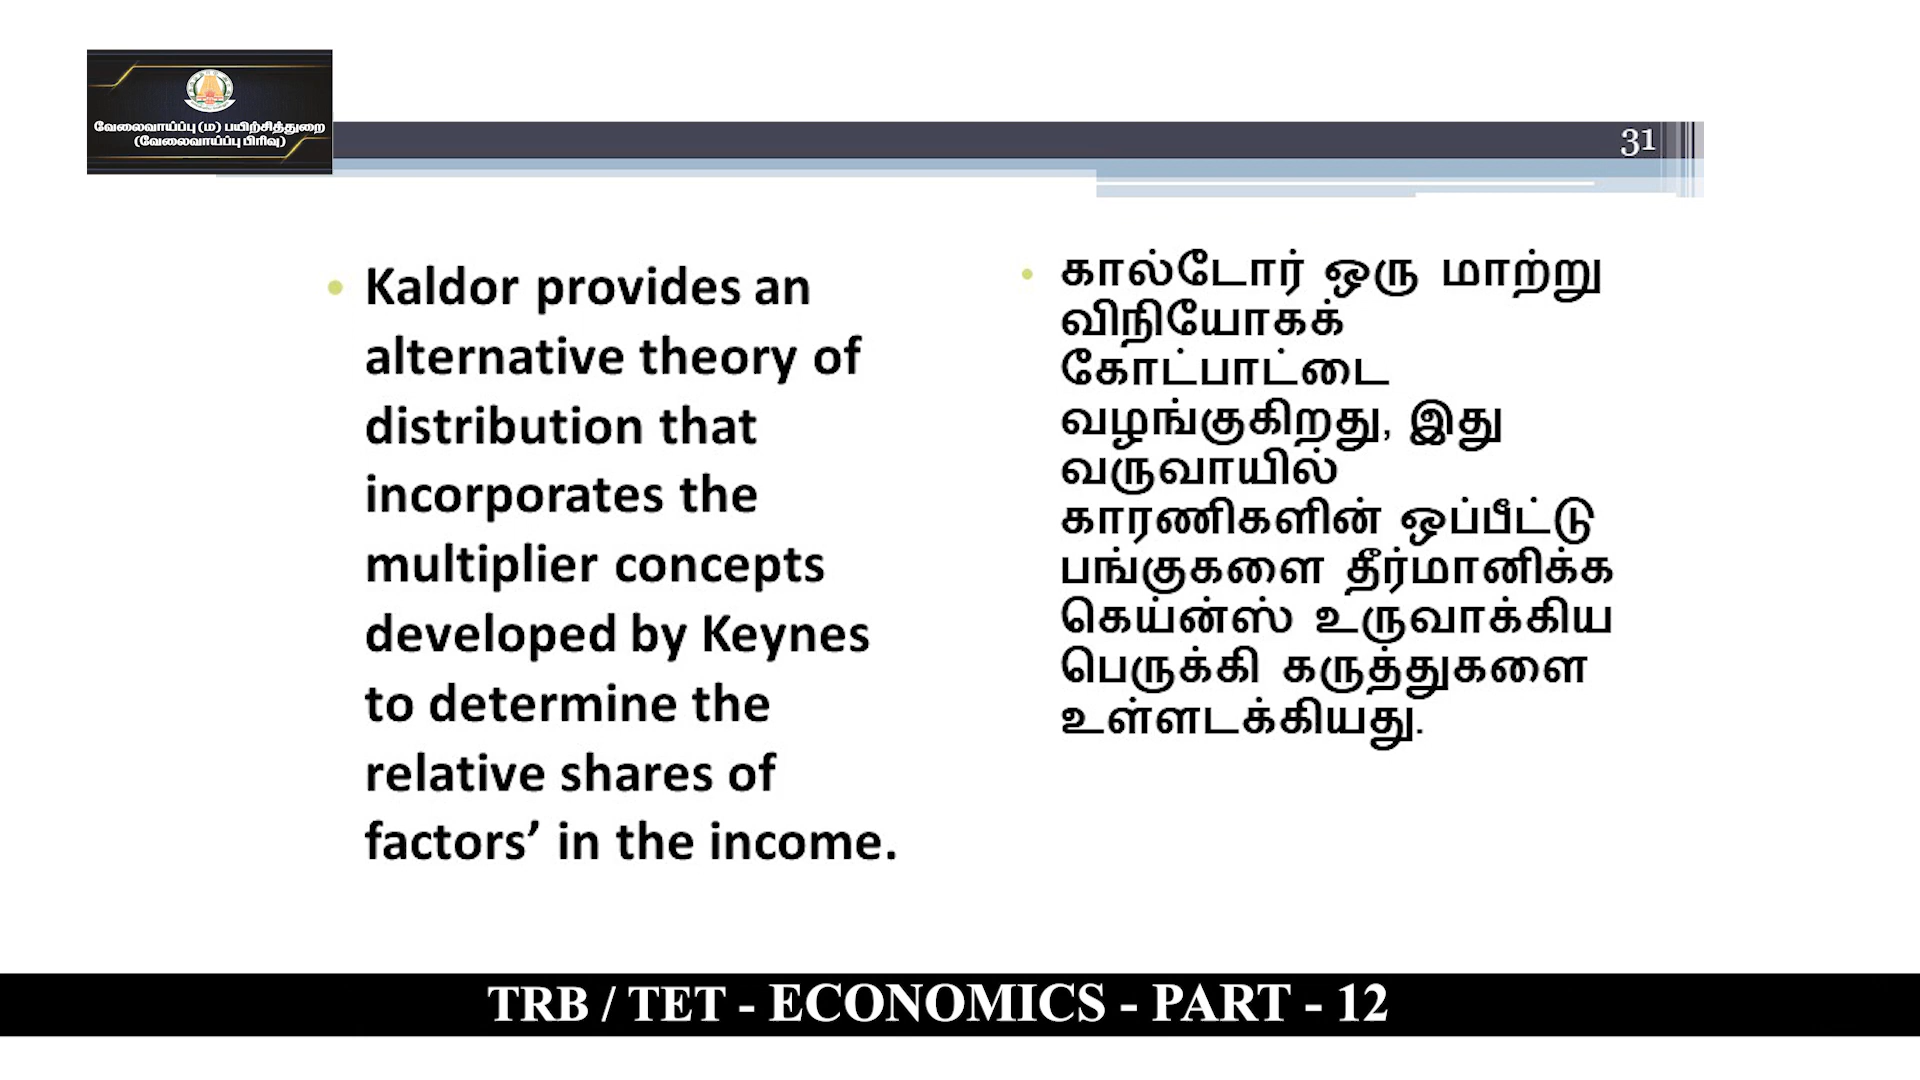 வேலைவாய்ப்பு (ம) பயிற்சித்துறை
(வேலைவாய்ப்பு பிரிவு)
31
• Kaldor provides an
alternative theory of
distribution that
incorporates the
multiplier concepts
developed by Keynes
to determine the
relative shares of
factors’ in the income.
• கால்டோர் ஒரு மாற்று
வினியோகக்
கோட்பாட்டை
வழங்குகிறது, இது
வருவாயில்
காரணிகளின் ஒப்பீட்டு
பங்குகளை தீர்மானிக்க
கெய்ன்ஸ் உருவாக்கிய
பெருக்கி கருத்துகளை
உள்ளடக்கியது.
TRB / TET - ECONOMICS - PART - 12